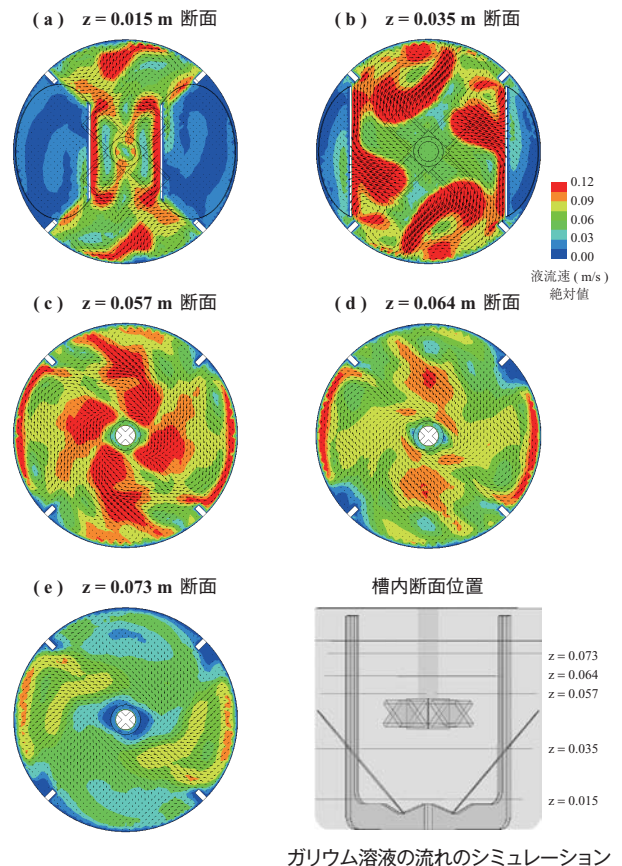 ( a ) z = 0.015 m 断面
( b ) z = 0.035 m 断面
0.12
0.09
0.06
0.03
0.00
液流速 ( m/s )
絶対値
( c ) z = 0.057 m 断面
( d ) z = 0.064 m 断面
( e ) z = 0.073 m 断面
槽内断面位置
z = 0.073
z = 0.064
z = 0.057
z = 0.035
z = 0.015
ガリウム溶液の流れのシミュレーション